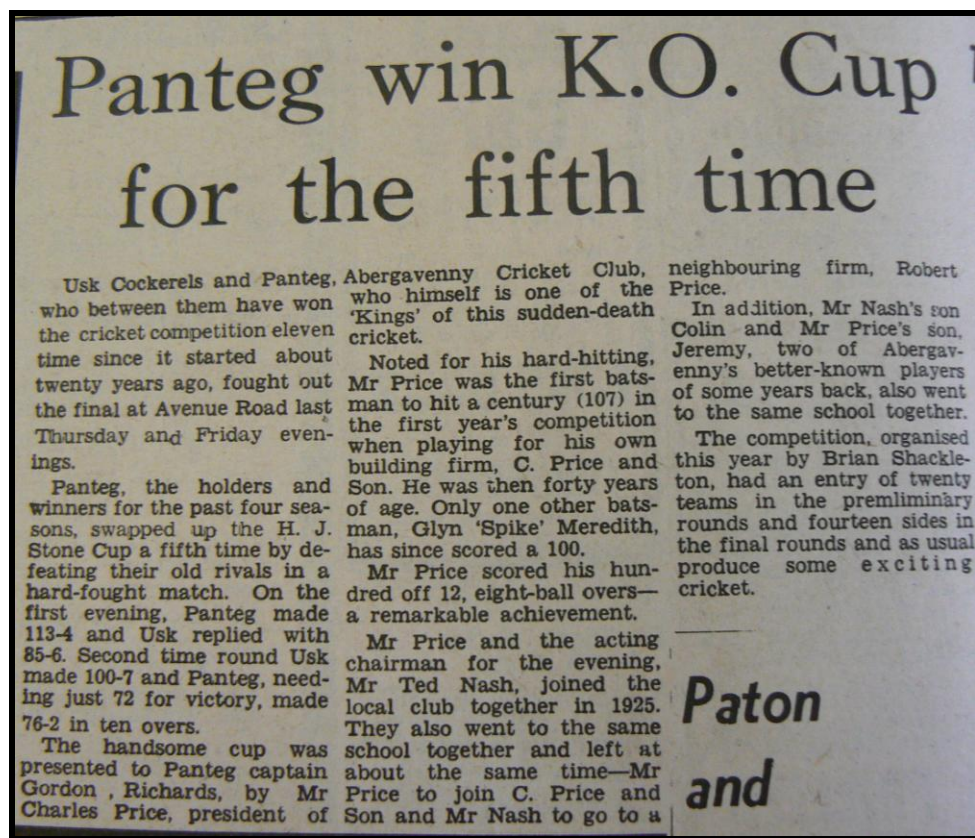 Panteg win K.O. Cup
for the fifth time
Usk Cockerels and Panteg,
who between them have won
the cricket competition eleven
time since it started about
twenty years ago, fought out
the final at Avenue Road last
Thursday and Friday even-
ings.
Panteg, the holders and
winners for the past four sea-
sons, swapped up the H. J.
Stone Cup a fifth time by de-
feating their old rivals in a
hard-fought match. On the
first evening, Panteg made
113-4 and Usk replied with
85-6. Second time round Usk
made 100-7 and Panteg, need-
ing just 72 for victory, made
76-2 in ten overs.
The handsome cup was
presented to Panteg captain
Gordon , Richards, by Mr
Charles Price, president of
Abergavenny Cricket Club,
who himself is one of the
'Kings' of this sudden-death
cricket.
Noted for his hard-hitting,
Mr Price was the first bats-
man to hit a century (107) in
the first year's competition
when playing for his own
building firm, C. Price and
Son. He was then forty years
of age. Only one other bats-
man, Glyn 'Spike' Meredith,
has since scored a 100.
Mr Price scored his hun-
dred off 12, eight-ball overs—
a remarkable achievement.
Mr Price and the acting
chairman for the evening,
Mr Ted Nash, joined the
local club together in 1925.
They also went to the same
school together and left at
about the same time—Mr
Price to join C. Price and
Son and Mr Nash to go to a
neighbouring firm, Robert
Price.
In addition, Mr Nash's son
Colin and Mr Price's son,
Jeremy, two of Abergav-
enny's better-known players
of some years back, also went
to the same school together.
The competition, organised
this year by Brian Shackle-
ton, had an entry of twenty
teams in the premliminary
rounds and fourteen sides in
the final rounds and as usual
produce some exciting
cricket.
Paton
and